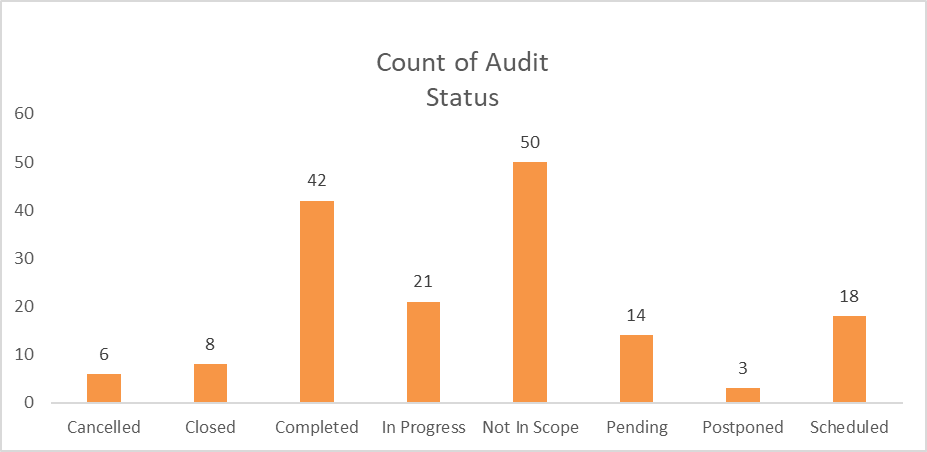 Count of Audit
Status
60
50
40
30
20
10
0
6
8
42
21
50
14
3
18
Cancelled
Closed
Completed
In Progress
Not In Scope
Pending
Postponed
Scheduled